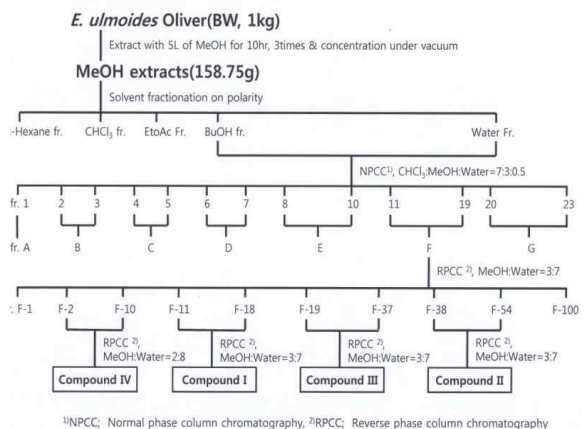 E. ulmoides Oliver(BW, 1kg)
Extract with 5L of MeOH for 10hr, 3times & concentration under vacuum
MeOH extracts(158.75g)
Solvent fractionation on polarity
-Hexane fr. CHCl₃ fr. EtoAc Fr. BuOH fr. Water Fr.
NPCC¹⁾, CHCl₃:MeOH:Water=7:3:0.5
fr. 1 2 3 4 5 6 7 8 10 11 19 20 23
fr. A B C D E F G
RPCC ²⁾, MeOH:Water=3:7
. F-1 F-2 F-10 F-11 F-18 F-19 F-37 F-38 F-54 F-100
RPCC ²⁾, RPCC ²⁾, RPCC ²⁾, RPCC ²⁾,
MeOH:Water=2:8 MeOH:Water=3:7 MeOH:Water=3:7 MeOH:Water=3:7
Compound IV Compound I Compound III Compound II
¹⁾NPCC; Normal phase column chromatography, ²⁾RPCC; Reverse phase column chromatography